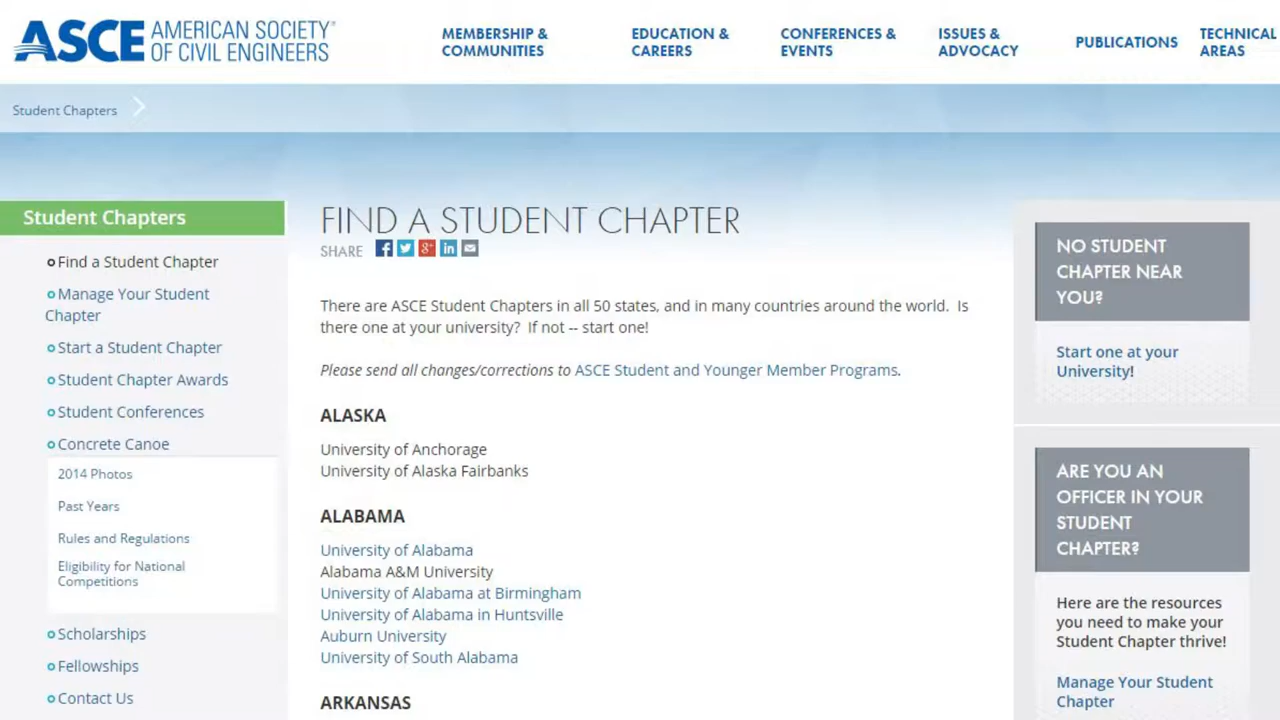 ASCE AMERICAN SOCIETY
OF CIVIL ENGINEERS
MEMBERSHIP &
COMMUNITIES
EDUCATION &
CAREERS
CONFERENCES &
EVENTS
ISSUES &
ADVOCACY
PUBLICATIONS
TECHNICAL
AREAS
Student Chapters
Student Chapters
Find a Student Chapter
Manage Your Student
Chapter
Start a Student Chapter
Student Chapter Awards
Student Conferences
Concrete Canoe
2014 Photos
Past Years
Rules and Regulations
Eligibility for National
Competitions
Scholarships
Fellowships
Contact Us
FIND A STUDENT CHAPTER
SHARE
There are ASCE Student Chapters in all 50 states, and in many countries around the world. Is
there one at your university? If not -- start one!
Please send all changes/corrections to ASCE Student and Younger Member Programs.
ALASKA
University of Anchorage
University of Alaska Fairbanks
ALABAMA
University of Alabama
Alabama A&M University
University of Alabama at Birmingham
University of Alabama in Huntsville
Auburn University
University of South Alabama
ARKANSAS
NO STUDENT
CHAPTER NEAR
YOU?
Start one at your
University!
ARE YOU AN
OFFICER IN YOUR
STUDENT
CHAPTER?
Here are the resources
you need to make your
Student Chapter thrive!
Manage Your Student
Chapter